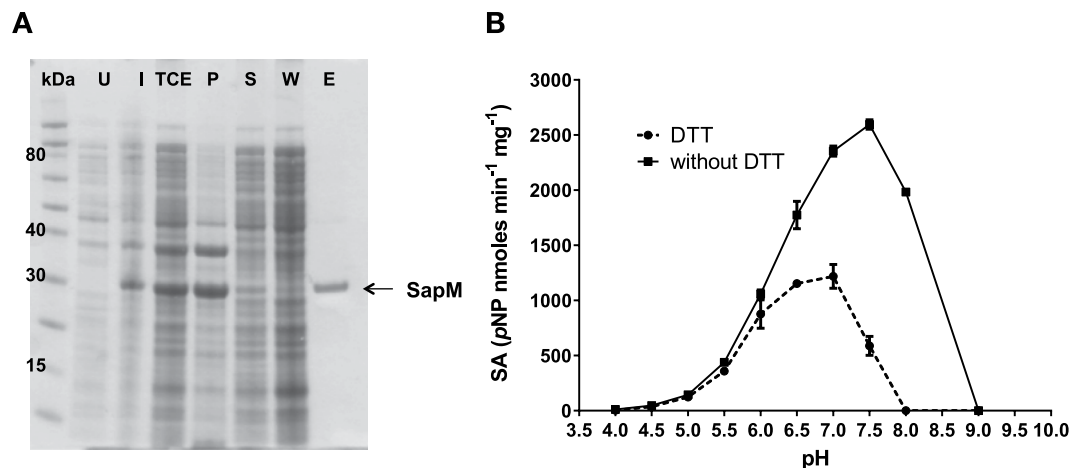 A
kDa U I TCE P S W E
80
40
30
15
SapM
B
SA (pNP nmoles min⁻¹ mg⁻¹)
3000
2500
2000
1500
1000
500
0
DTT
without DTT
3.5 4.0 4.5 5.0 5.5 6.0 6.5 7.0 7.5 8.0 8.5 9.0 9.5 10.0
pH